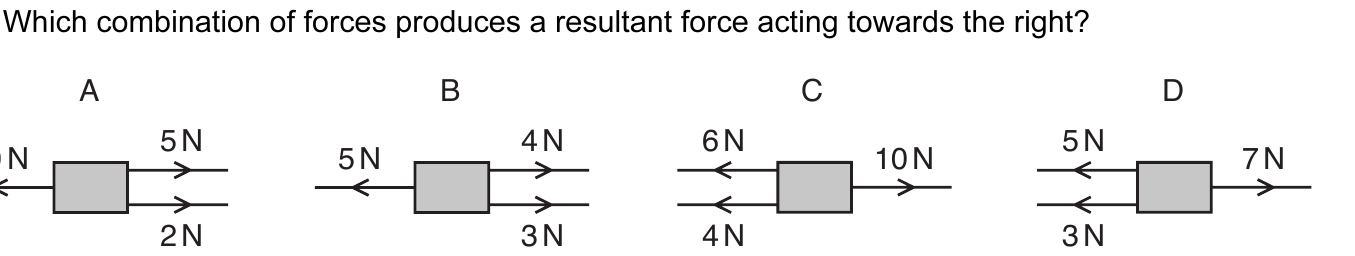 Which combination of forces produces a resultant force acting towards the right?
A B C D
5 N 4 N 6 N 5 N
N 5 N 10 N 7 N
2 N 3 N 4 N 3 N